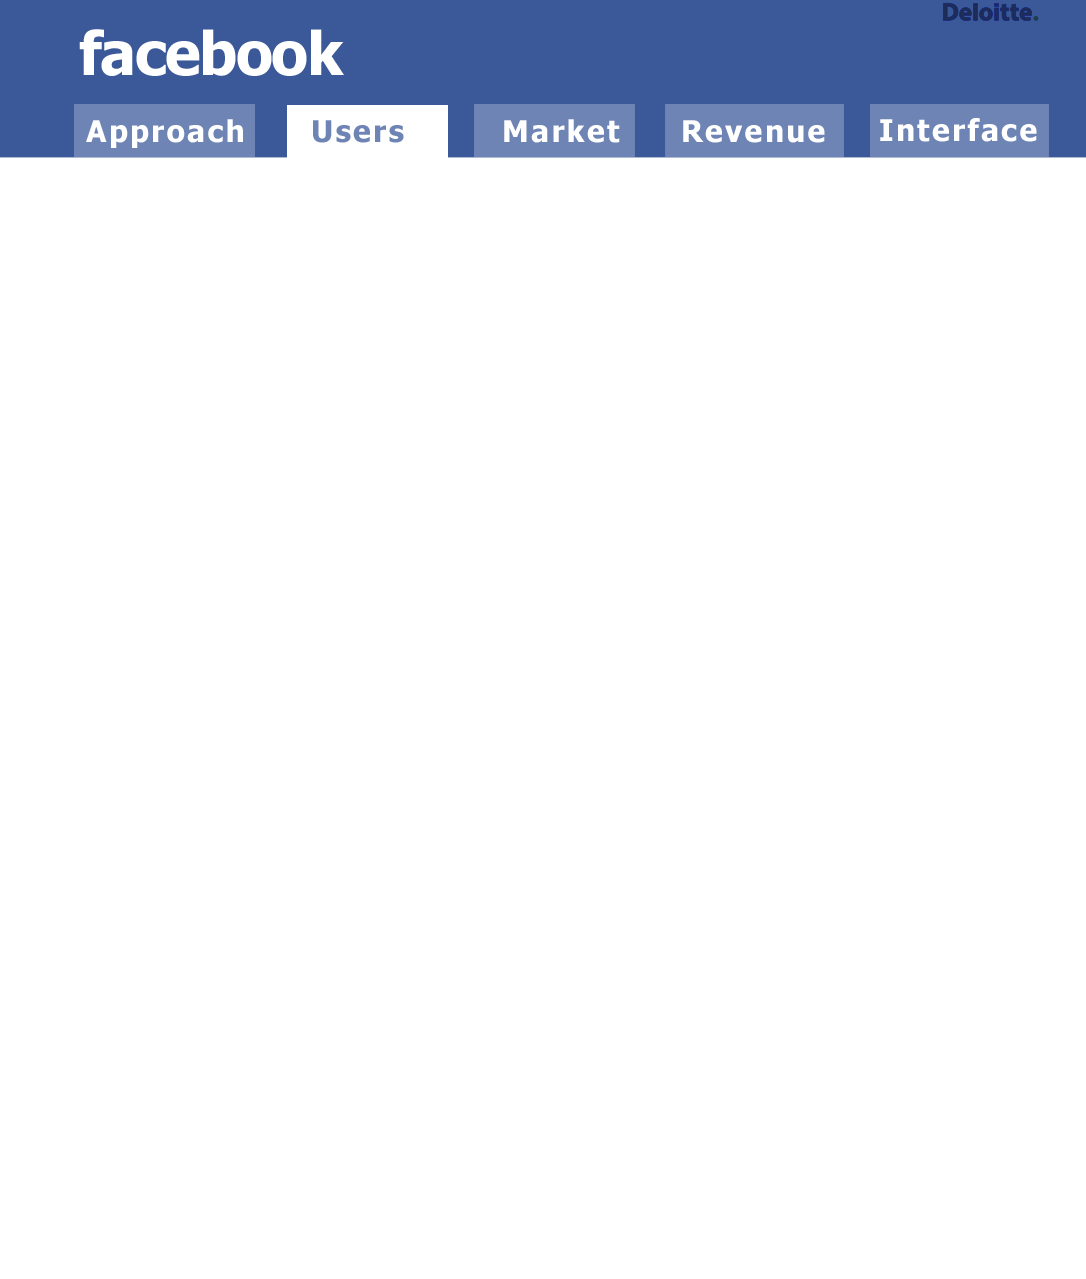 Deloitte.
facebook
Approach Users Market Revenue Interface